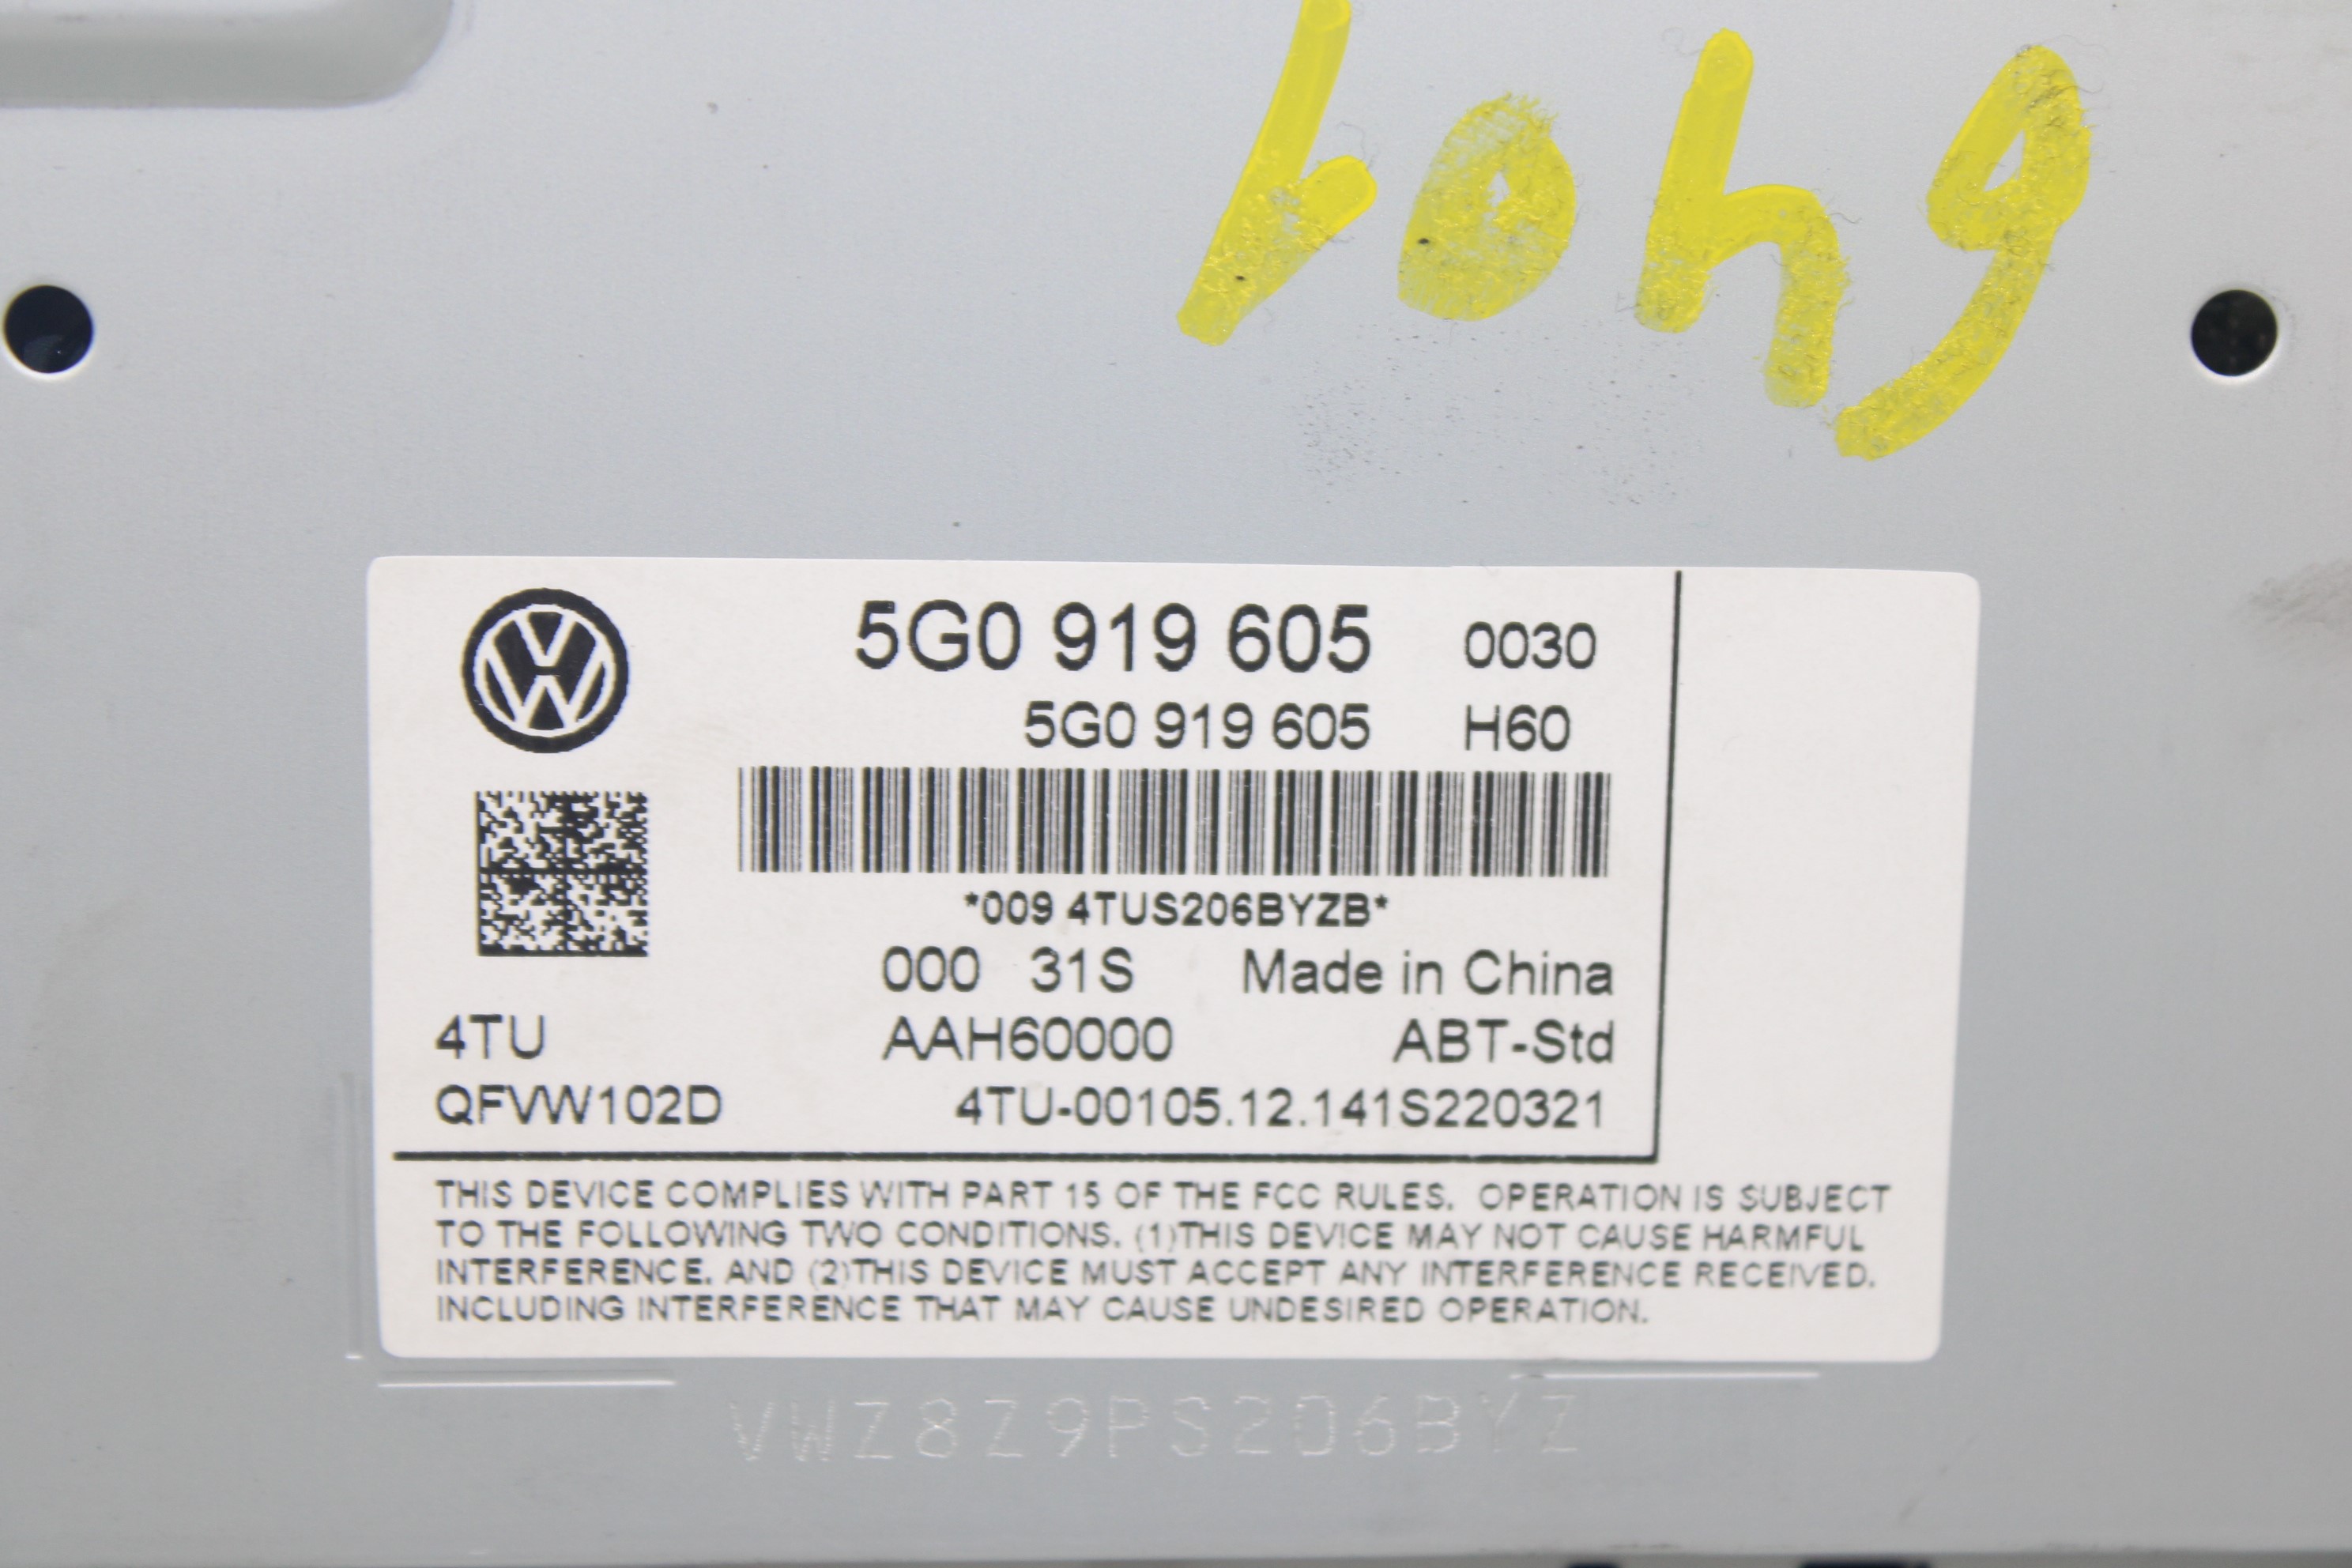 6401
5G0 919 605 0030
5G0 919 605 H60
*009 4TUS206BYZB*
000 31S Made in China
4TU AAH60000 ABT-Std
QFVW102D 4TU-00105.12.141S220321
THIS DEVICE COMPLIES WITH PART 15 OF THE FCC RULES. OPERATION IS SUBJECT
TO THE FOLLOWING TWO CONDITIONS. (1)THIS DEVICE MAY NOT CAUSE HARMFUL
INTERFERENCE. AND (2)THIS DEVICE MUST ACCEPT ANY INTERFERENCE RECEIVED.
INCLUDING INTERFERENCE THAT MAY CAUSE UNDESIRED OPERATION.
VWZ8Z9PS206BYZ